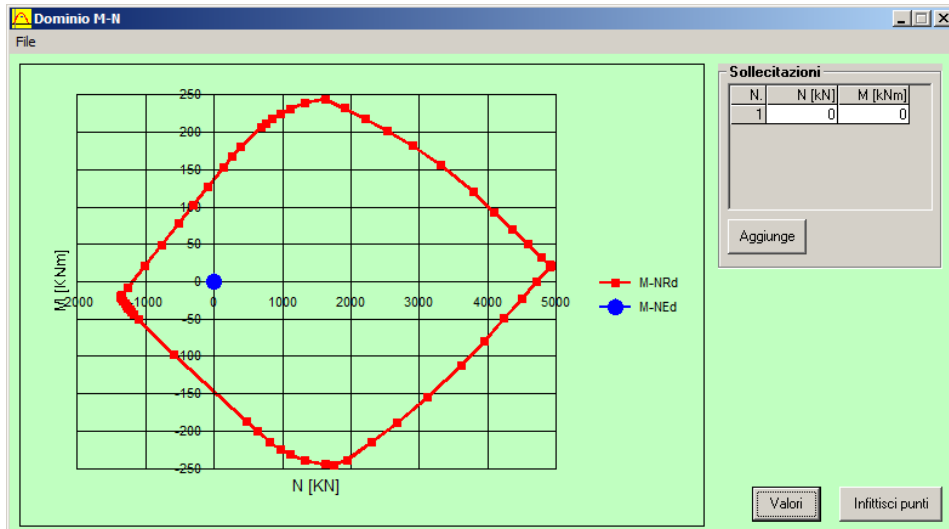 Dominio M-N
File
250
200
150
100
50
0
-50
-100
-150
-200
-250
M [KNm]
-2000 -1000 0 1000 2000 3000 4000 5000
N [KN]
M-NRd
M-NEd
Sollecitazioni
N. N [kN] M [kNm]
1 0 0
Aggiunge
Valori Infittisci punti